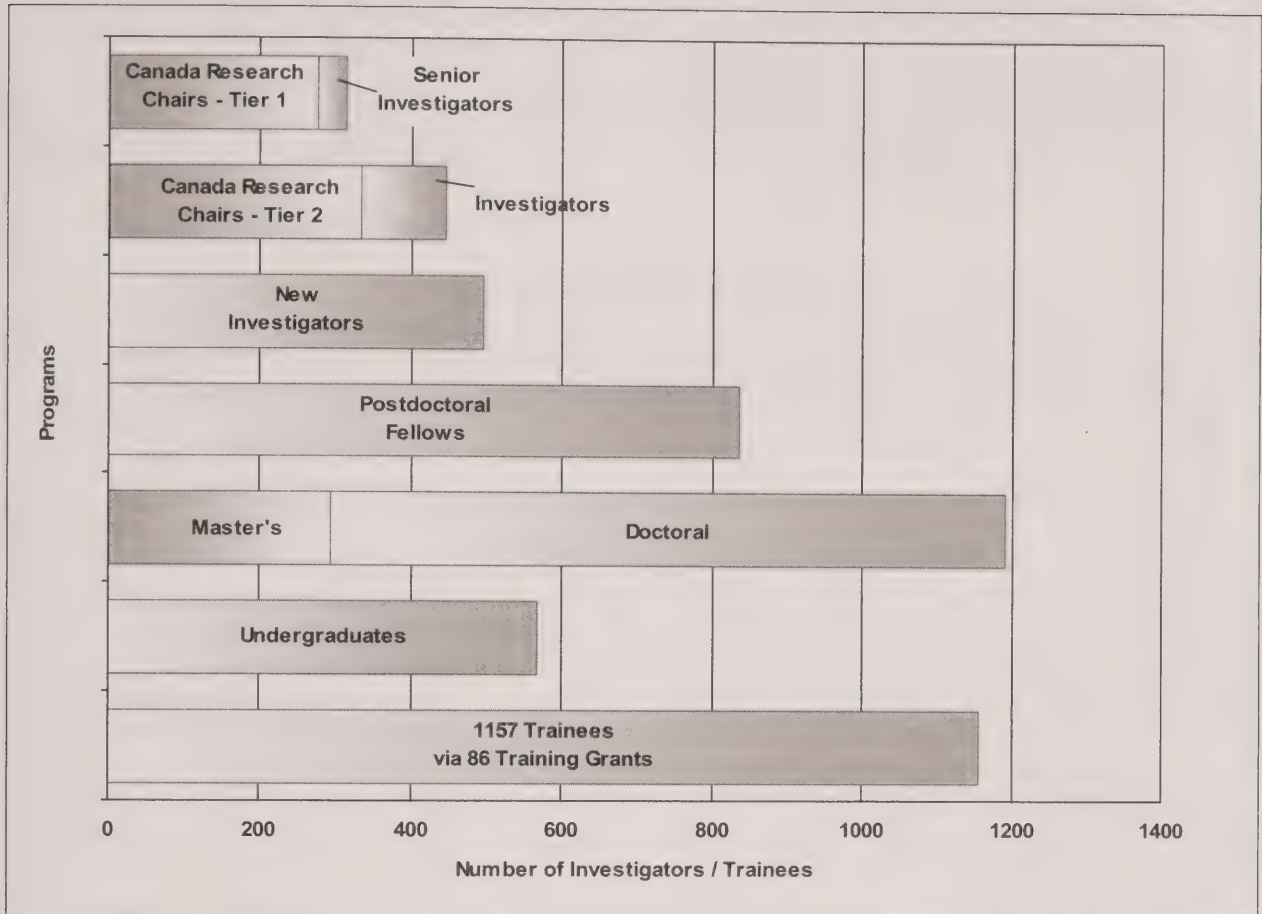 Canada Research
Chairs - Tier 1
Senior
Investigators
Canada Research
Chairs - Tier 2
Investigators
New
Investigators
Postdoctoral
Fellows
Master's
Doctoral
Undergraduates
1157 Trainees
via 86 Training Grants
Programs
0 200 400 600 800 1000 1200 1400
Number of Investigators / Trainees